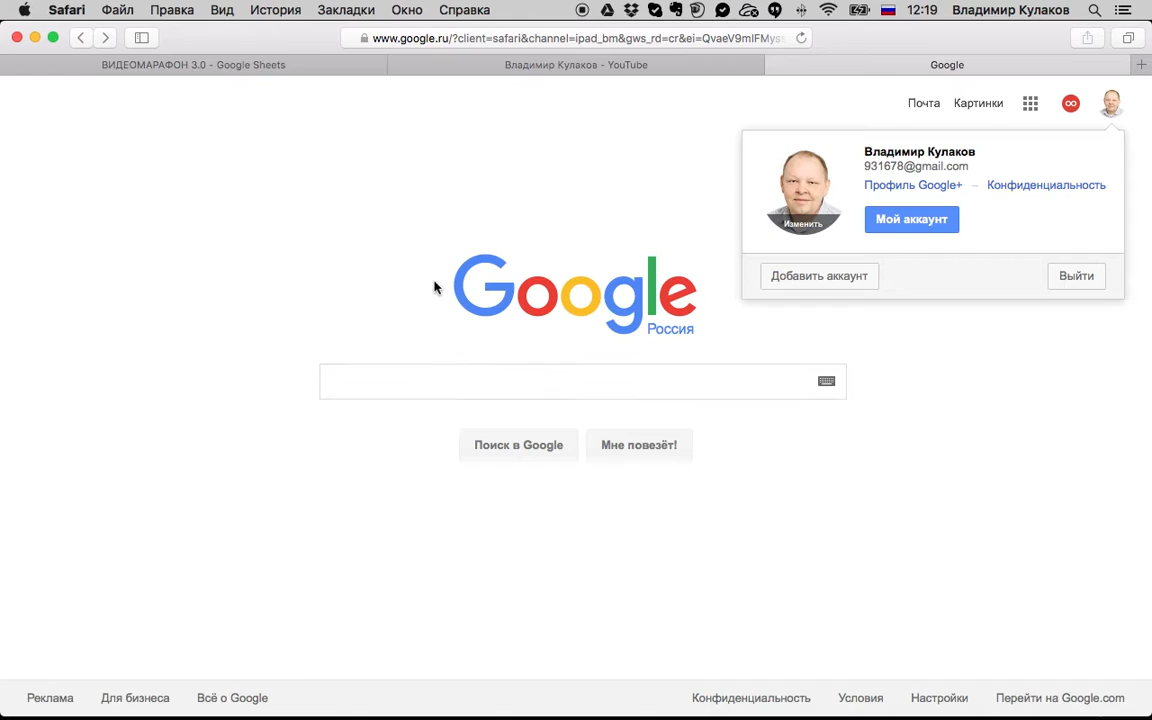 Safari Файл Правка Вид История Закладки Окно Справка 12:19 Владимир Кулаков
www.google.ru/?client=safari&channel=ipad_bm&gws_rd=cr&ei=QvaeV9mIFMyss
ВИДЕОМАРАФОН 3.0 - Google Sheets Владимир Кулаков - YouTube Google
Почта Картинки
Владимир Кулаков
931678@gmail.com
Профиль Google+ – Конфиденциальность
Изменить
Мой аккаунт
Добавить аккаунт Выйти
Google
Россия
Поиск в Google Мне повезёт!
Реклама Для бизнеса Всё о Google Конфиденциальность Условия Настройки Перейти на Google.com